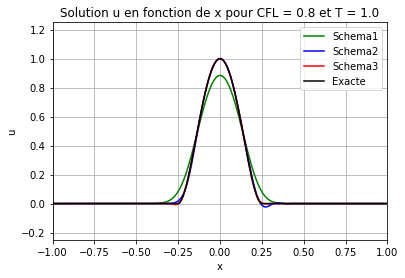 Solution u en fonction de x pour CFL = 0.8 et T = 1.0
1.2
1.0
0.8
0.6
0.4
0.2
0.0
−0.2
u
Schema1
Schema2
Schema3
Exacte
−1.00 −0.75 −0.50 −0.25 0.00 0.25 0.50 0.75 1.00
x